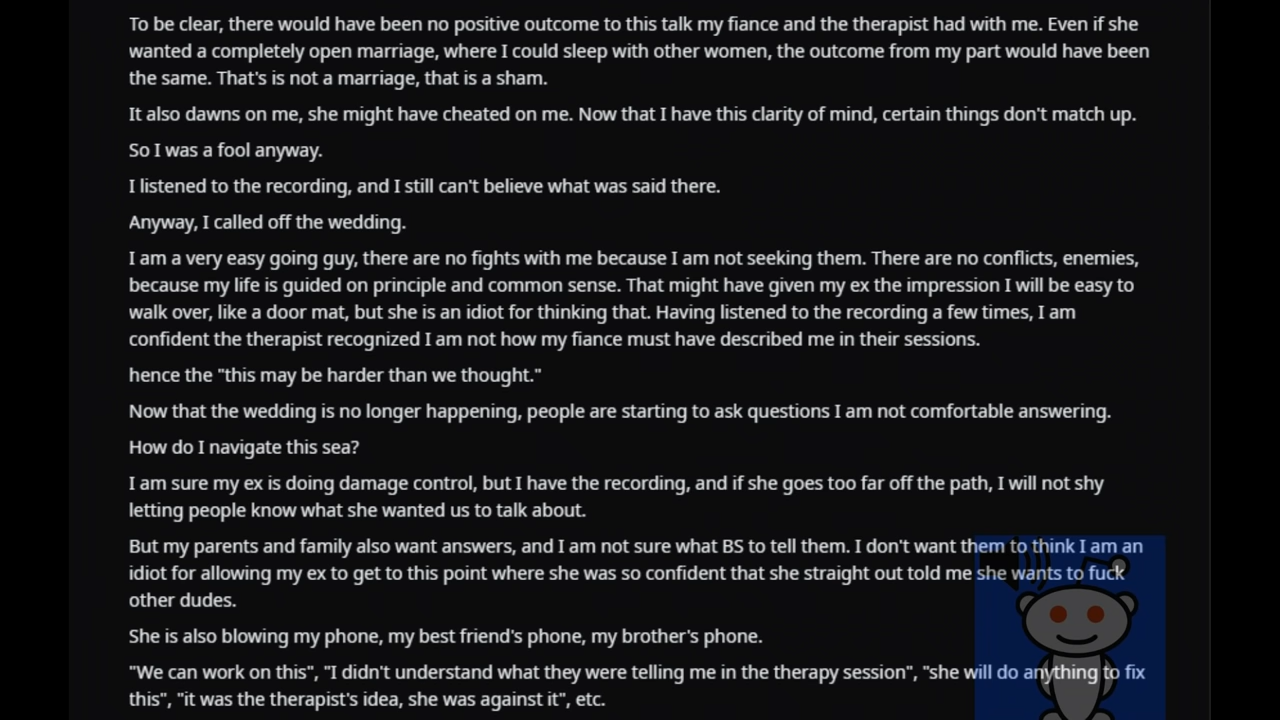 To be clear, there would have been no positive outcome to this talk my fiance and the therapist had with me. Even if she
wanted a completely open marriage, where I could sleep with other women, the outcome from my part would have been
the same. That's is not a marriage, that is a sham.
It also dawns on me, she might have cheated on me. Now that I have this clarity of mind, certain things don't match up.
So I was a fool anyway.
I listened to the recording, and I still can't believe what was said there.
Anyway, I called off the wedding.
I am a very easy going guy, there are no fights with me because I am not seeking them. There are no conflicts, enemies,
because my life is guided on principle and common sense. That might have given my ex the impression I will be easy to
walk over, like a door mat, but she is an idiot for thinking that. Having listened to the recording a few times, I am
confident the therapist recognized I am not how my fiance must have described me in their sessions.
hence the "this may be harder than we thought."
Now that the wedding is no longer happening, people are starting to ask questions I am not comfortable answering.
How do I navigate this sea?
I am sure my ex is doing damage control, but I have the recording, and if she goes too far off the path, I will not shy
letting people know what she wanted us to talk about.
But my parents and family also want answers, and I am not sure what BS to tell them. I don't want them to think I am an
idiot for allowing my ex to get to this point where she was so confident that she straight out told me she wants to fuck
other dudes.
She is also blowing my phone, my best friend's phone, my brother's phone.
"We can work on this", "I didn't understand what they were telling me in the therapy session", "she will do anything to fix
this", "it was the therapist's idea, she was against it", etc.